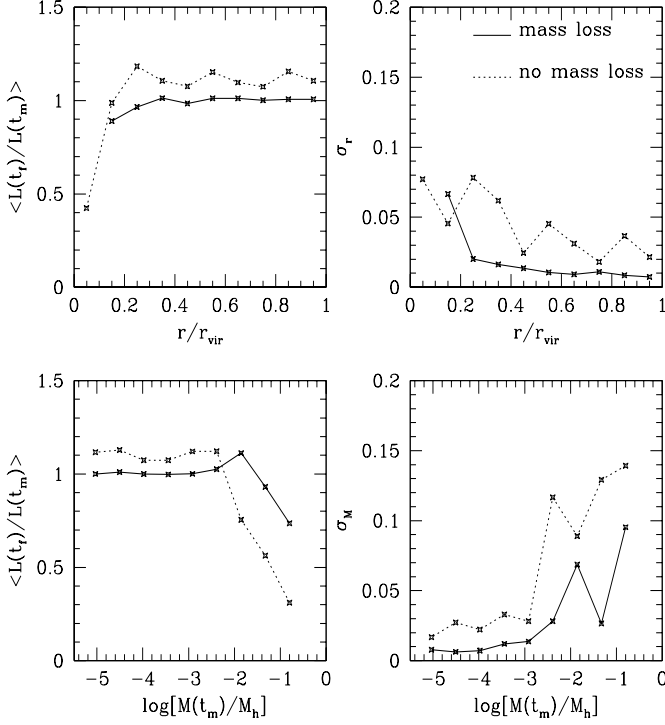 1.5
1
0.5
0
<L(t_f)/L(t_m)>
0 0.2 0.4 0.6 0.8 1
r/r_vir
0.2
0.15
0.1
0.05
0
σ_r
mass loss
no mass loss
0 0.2 0.4 0.6 0.8 1
r/r_vir
1.5
1
0.5
0
<L(t_f)/L(t_m)>
−5 −4 −3 −2 −1 0
log[M(t_m)/M_h]
0.2
0.15
0.1
0.05
0
σ_M
−5 −4 −3 −2 −1 0
log[M(t_m)/M_h]